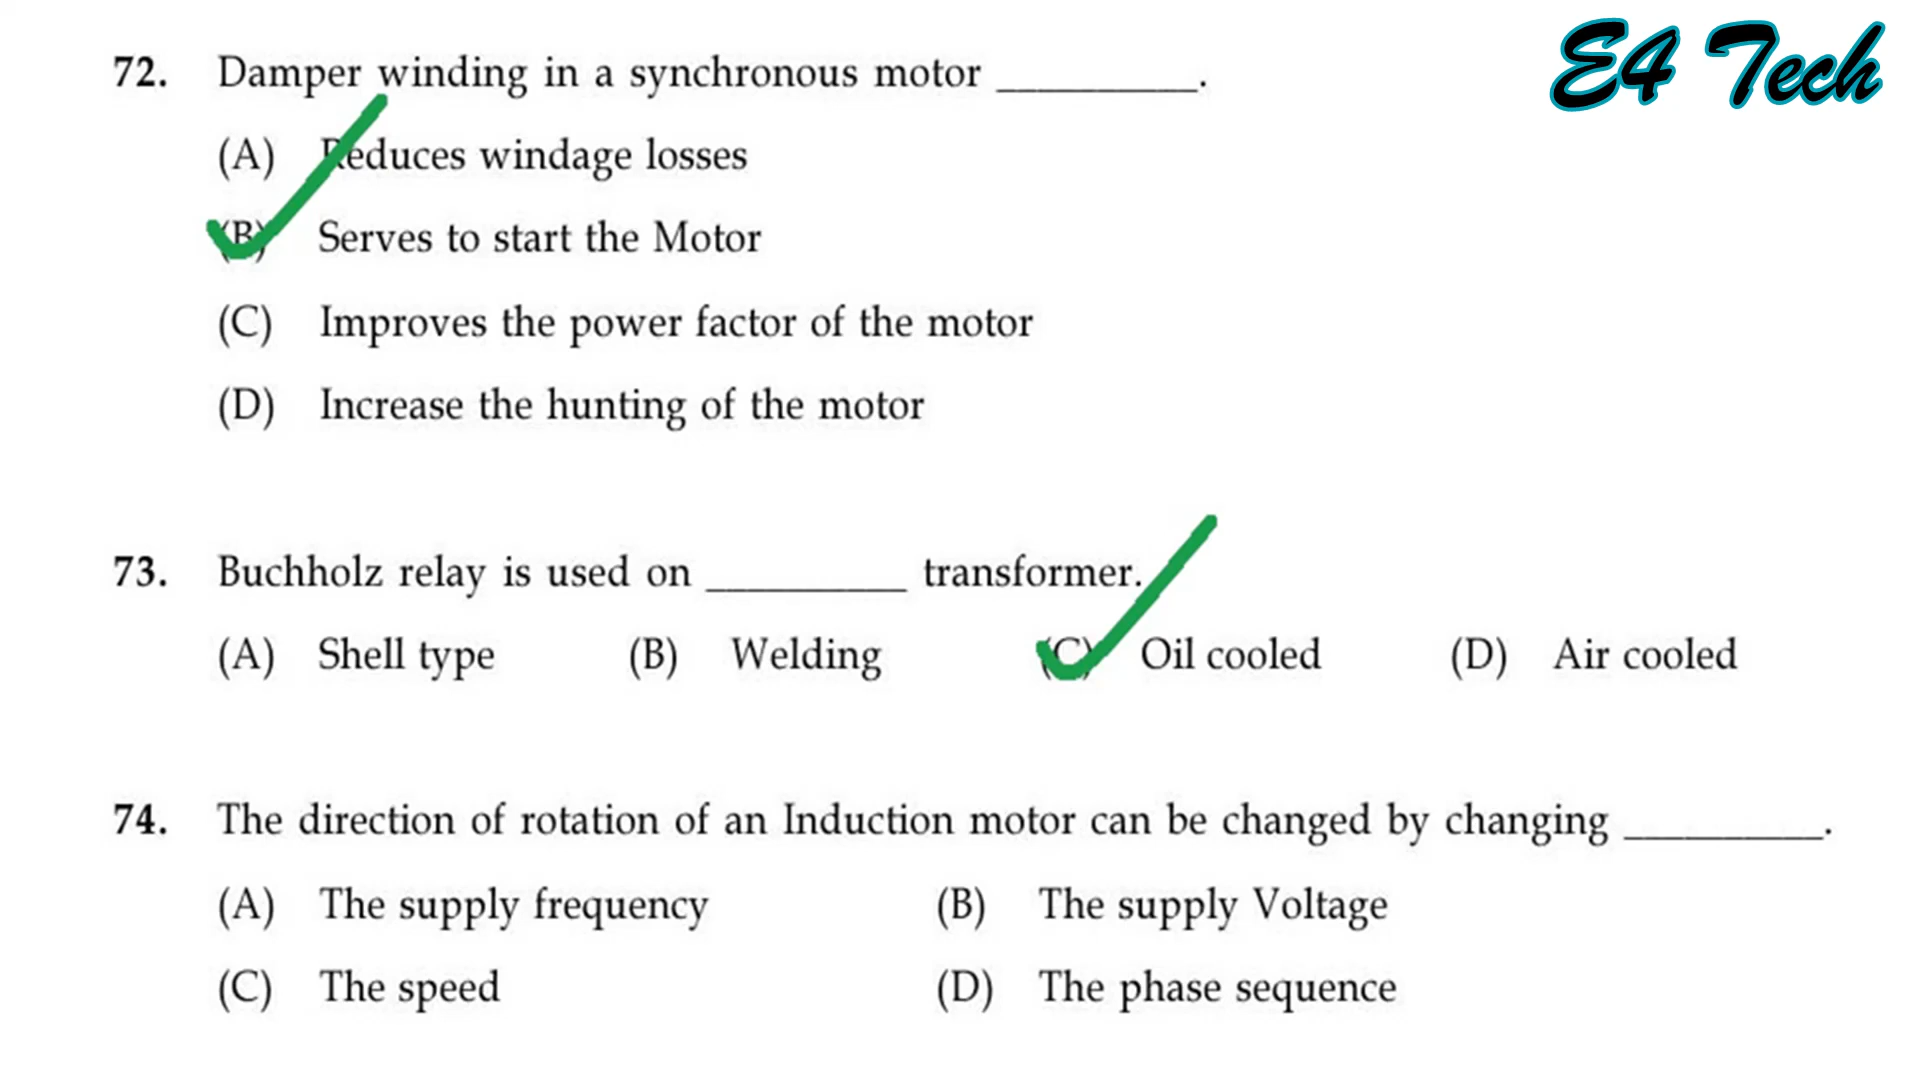 E4 Tech
72. Damper winding in a synchronous motor __________.
(A) Reduces windage losses
(B) Serves to start the Motor
(C) Improves the power factor of the motor
(D) Increase the hunting of the motor
73. Buchholz relay is used on __________ transformer.
(A) Shell type (B) Welding (C) Oil cooled (D) Air cooled
74. The direction of rotation of an Induction motor can be changed by changing __________.
(A) The supply frequency (B) The supply Voltage
(C) The speed (D) The phase sequence